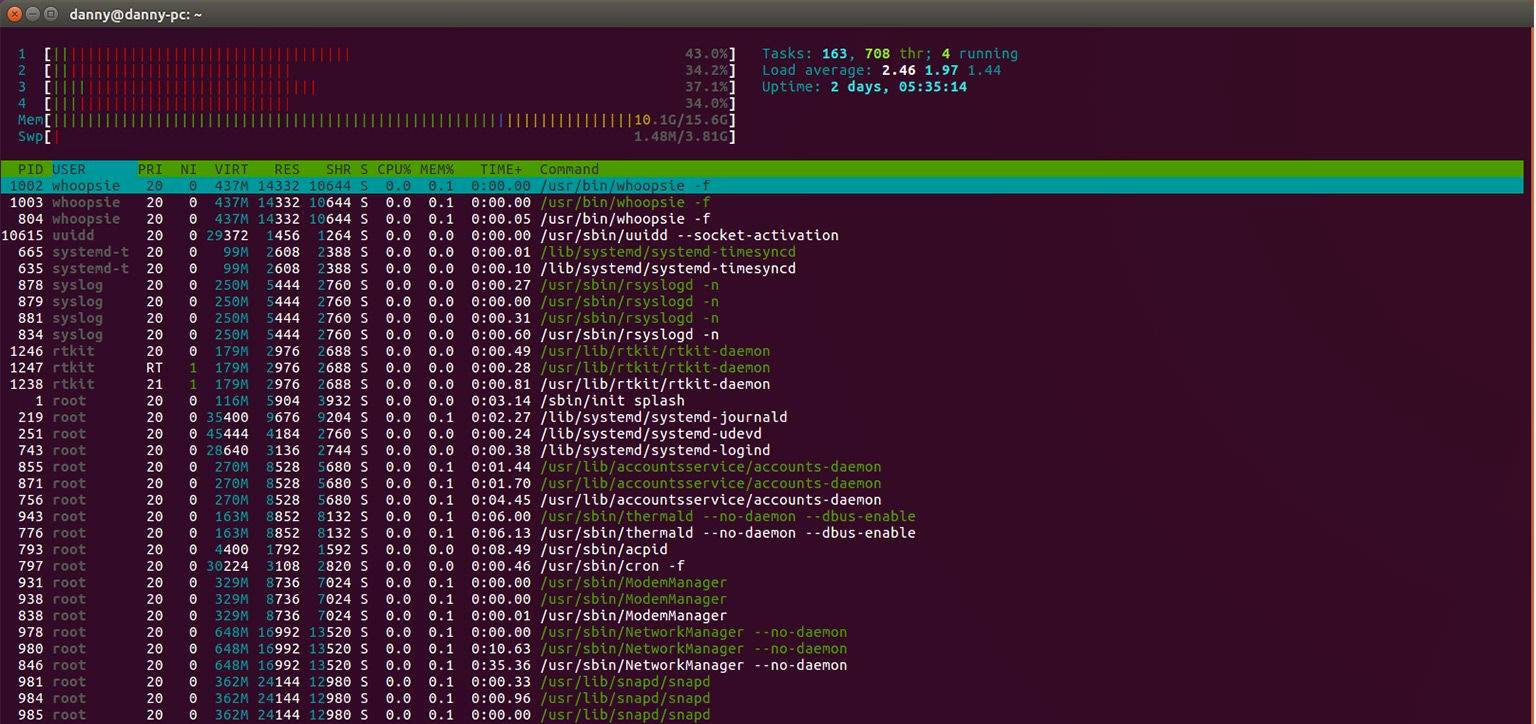 danny@danny-pc: ~
1 [||||||||||||||||||||||||||||||||||| 43.0%] Tasks: 163, 708 thr; 4 running
2 [|||||||||||||||||||||||||||| 34.2%] Load average: 2.46 1.97 1.44
3 [||||||||||||||||||||||||||||||| 37.1%] Uptime: 2 days, 05:35:14
4 [|||||||||||||||||||||||||||| 34.0%]
Mem[|||||||||||||||||||||||||||||||||||||||||||||||||||||||||||||||||||||10.1G/15.6G]
Swp[| 1.48M/3.81G]
PID USER PRI NI VIRT RES SHR S CPU% MEM% TIME+ Command
1002 whoopsie 20 0 437M 14332 10644 S 0.0 0.1 0:00.00 /usr/bin/whoopsie -f
1003 whoopsie 20 0 437M 14332 10644 S 0.0 0.1 0:00.00 /usr/bin/whoopsie -f
804 whoopsie 20 0 437M 14332 10644 S 0.0 0.1 0:00.05 /usr/bin/whoopsie -f
10615 uuidd 20 0 29372 1456 1264 S 0.0 0.0 0:00.00 /usr/sbin/uuidd --socket-activation
665 systemd-t 20 0 99M 2608 2388 S 0.0 0.0 0:00.01 /lib/systemd/systemd-timesyncd
635 systemd-t 20 0 99M 2608 2388 S 0.0 0.0 0:00.10 /lib/systemd/systemd-timesyncd
878 syslog 20 0 250M 5444 2760 S 0.0 0.0 0:00.27 /usr/sbin/rsyslogd -n
879 syslog 20 0 250M 5444 2760 S 0.0 0.0 0:00.00 /usr/sbin/rsyslogd -n
881 syslog 20 0 250M 5444 2760 S 0.0 0.0 0:00.31 /usr/sbin/rsyslogd -n
834 syslog 20 0 250M 5444 2760 S 0.0 0.0 0:00.60 /usr/sbin/rsyslogd -n
1246 rtkit 20 0 179M 2976 2688 S 0.0 0.0 0:00.49 /usr/lib/rtkit/rtkit-daemon
1247 rtkit RT 1 179M 2976 2688 S 0.0 0.0 0:00.28 /usr/lib/rtkit/rtkit-daemon
1238 rtkit 21 1 179M 2976 2688 S 0.0 0.0 0:00.81 /usr/lib/rtkit/rtkit-daemon
1 root 20 0 116M 5904 3932 S 0.0 0.0 0:03.14 /sbin/init splash
219 root 20 0 35400 9676 9204 S 0.0 0.1 0:02.27 /lib/systemd/systemd-journald
251 root 20 0 45444 4184 2760 S 0.0 0.0 0:00.24 /lib/systemd/systemd-udevd
743 root 20 0 28640 3136 2744 S 0.0 0.0 0:00.38 /lib/systemd/systemd-logind
855 root 20 0 270M 8528 5680 S 0.0 0.1 0:01.44 /usr/lib/accountsservice/accounts-daemon
871 root 20 0 270M 8528 5680 S 0.0 0.1 0:01.70 /usr/lib/accountsservice/accounts-daemon
756 root 20 0 270M 8528 5680 S 0.0 0.1 0:04.45 /usr/lib/accountsservice/accounts-daemon
943 root 20 0 163M 8852 8132 S 0.0 0.1 0:06.00 /usr/sbin/thermald --no-daemon --dbus-enable
776 root 20 0 163M 8852 8132 S 0.0 0.1 0:06.13 /usr/sbin/thermald --no-daemon --dbus-enable
793 root 20 0 4400 1792 1592 S 0.0 0.0 0:08.49 /usr/sbin/acpid
797 root 20 0 30224 3108 2820 S 0.0 0.0 0:00.46 /usr/sbin/cron -f
931 root 20 0 329M 8736 7024 S 0.0 0.1 0:00.00 /usr/sbin/ModemManager
938 root 20 0 329M 8736 7024 S 0.0 0.1 0:00.00 /usr/sbin/ModemManager
838 root 20 0 329M 8736 7024 S 0.0 0.1 0:00.01 /usr/sbin/ModemManager
978 root 20 0 648M 16992 13520 S 0.0 0.1 0:00.00 /usr/sbin/NetworkManager --no-daemon
980 root 20 0 648M 16992 13520 S 0.0 0.1 0:10.63 /usr/sbin/NetworkManager --no-daemon
846 root 20 0 648M 16992 13520 S 0.0 0.1 0:35.36 /usr/sbin/NetworkManager --no-daemon
981 root 20 0 362M 24144 12980 S 0.0 0.1 0:00.33 /usr/lib/snapd/snapd
984 root 20 0 362M 24144 12980 S 0.0 0.1 0:00.96 /usr/lib/snapd/snapd
985 root 20 0 362M 24144 12980 S 0.0 0.1 0:00.00 /usr/lib/snapd/snapd